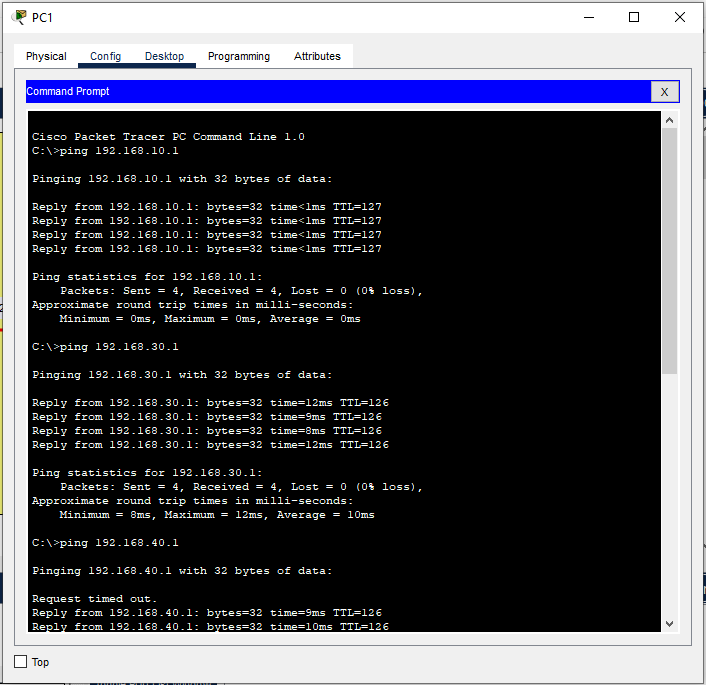 PC1
Physical Config Desktop Programming Attributes
Command Prompt X
Cisco Packet Tracer PC Command Line 1.0
C:\>ping 192.168.10.1
Pinging 192.168.10.1 with 32 bytes of data:
Reply from 192.168.10.1: bytes=32 time<1ms TTL=127
Reply from 192.168.10.1: bytes=32 time<1ms TTL=127
Reply from 192.168.10.1: bytes=32 time<1ms TTL=127
Reply from 192.168.10.1: bytes=32 time<1ms TTL=127
Ping statistics for 192.168.10.1:
Packets: Sent = 4, Received = 4, Lost = 0 (0% loss),
Approximate round trip times in milli-seconds:
Minimum = 0ms, Maximum = 0ms, Average = 0ms
C:\>ping 192.168.30.1
Pinging 192.168.30.1 with 32 bytes of data:
Reply from 192.168.30.1: bytes=32 time=12ms TTL=126
Reply from 192.168.30.1: bytes=32 time=9ms TTL=126
Reply from 192.168.30.1: bytes=32 time=8ms TTL=126
Reply from 192.168.30.1: bytes=32 time=12ms TTL=126
Ping statistics for 192.168.30.1:
Packets: Sent = 4, Received = 4, Lost = 0 (0% loss),
Approximate round trip times in milli-seconds:
Minimum = 8ms, Maximum = 12ms, Average = 10ms
C:\>ping 192.168.40.1
Pinging 192.168.40.1 with 32 bytes of data:
Request timed out.
Reply from 192.168.40.1: bytes=32 time=9ms TTL=126
Reply from 192.168.40.1: bytes=32 time=10ms TTL=126
Top